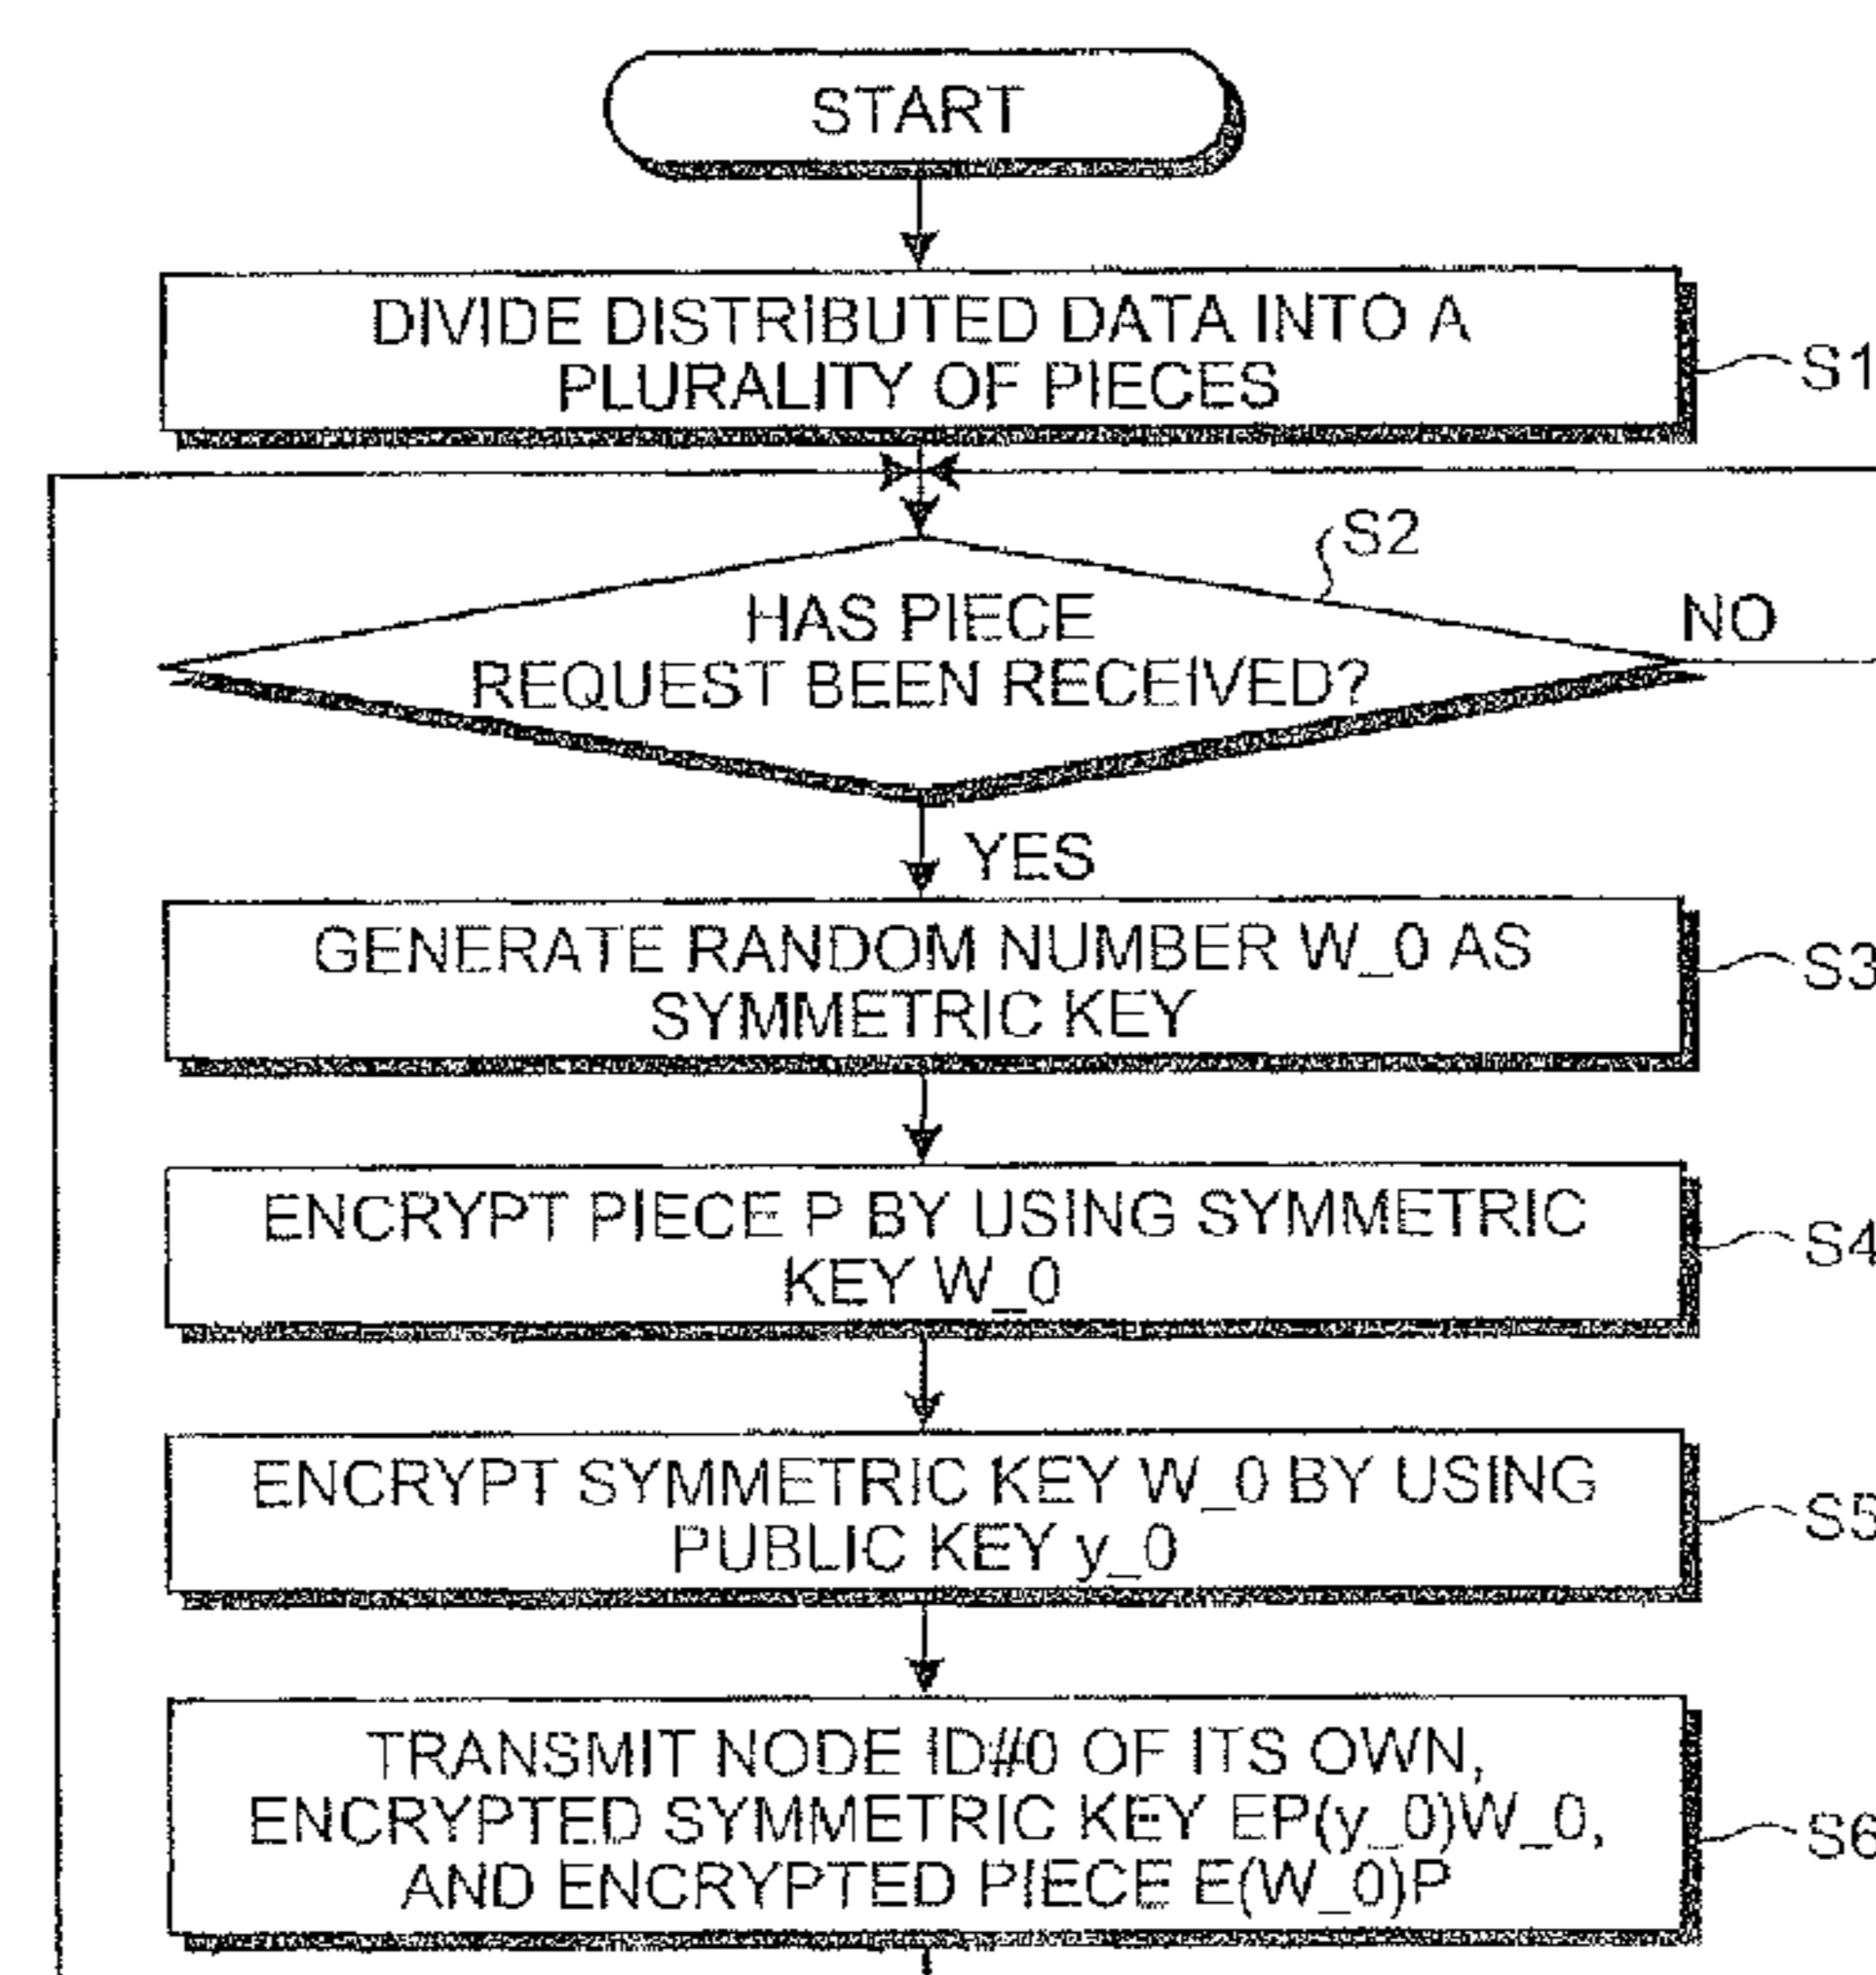 START
DIVIDE DISTRIBUTED DATA INTO A
PLURALITY OF PIECES
S1
S2
HAS PIECE
REQUEST BEEN RECEIVED?
NO
YES
GENERATE RANDOM NUMBER W_0 AS
SYMMETRIC KEY
S3
ENCRYPT PIECE P BY USING SYMMETRIC
KEY W_0
S4
ENCRYPT SYMMETRIC KEY W_0 BY USING
PUBLIC KEY y_0
S5
TRANSMIT NODE ID#0 OF ITS OWN,
ENCRYPTED SYMMETRIC KEY EP(y_0)W_0,
AND ENCRYPTED PIECE E(W_0)P
S6